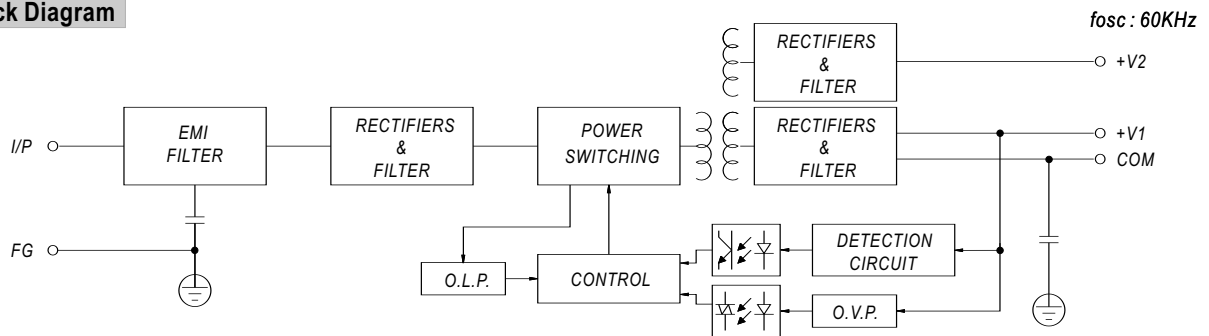 ck Diagram
fosc : 60KHz
RECTIFIERS
&
FILTER
+V2
I/P
EMI
FILTER
RECTIFIERS
&
FILTER
POWER
SWITCHING
RECTIFIERS
&
FILTER
+V1
COM
FG
O.L.P.
CONTROL
DETECTION
CIRCUIT
O.V.P.